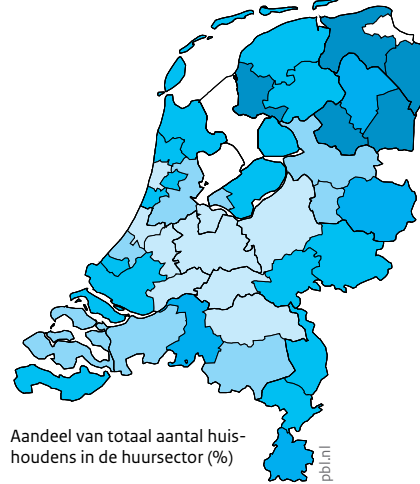 Aandeel van totaal aantal huis-
houdens in de huursector (%)
pbl.nl